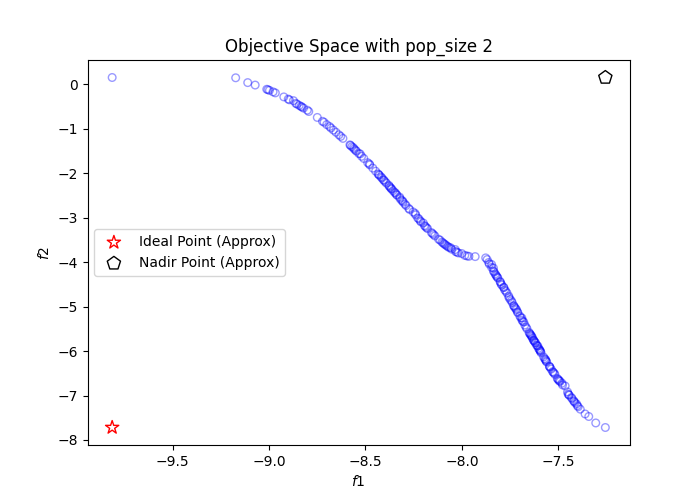 Objective Space with pop_size 2
f2
0
−1
−2
−3
−4
−5
−6
−7
−8
Ideal Point (Approx)
Nadir Point (Approx)
−9.5
−9.0
−8.5
−8.0
−7.5
f1